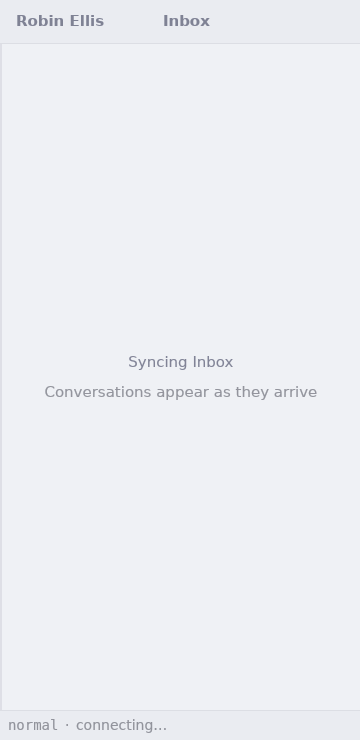 Robin Ellis Inbox
Syncing Inbox
Conversations appear as they arrive
normal · connecting…